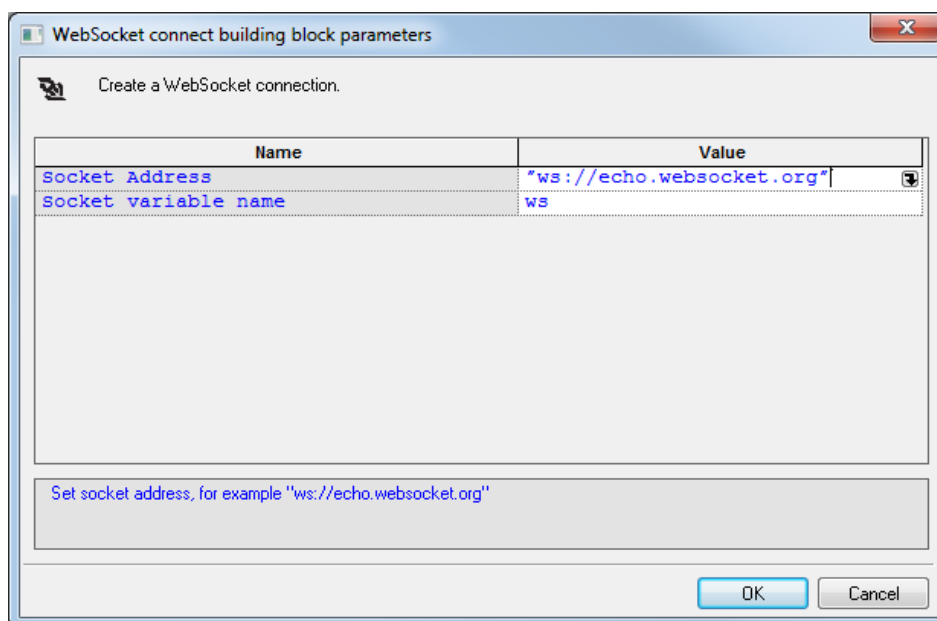 WebSocket connect building block parameters
Create a WebSocket connection.
Name Value
Socket Address "ws://echo.websocket.org"
Socket variable name ws
Set socket address, for example "ws://echo.websocket.org"
OK Cancel